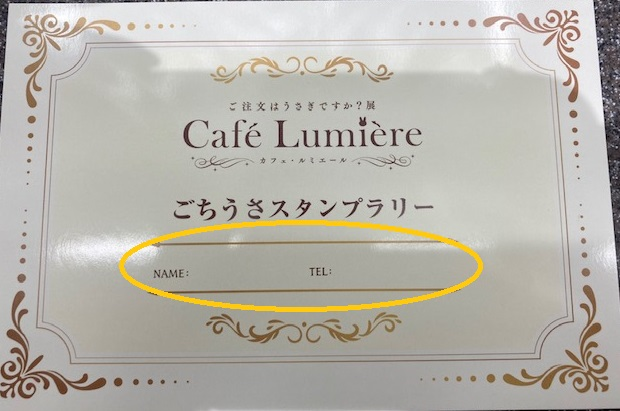 ご注文はうさぎですか？展
Café Lumière
カフェ・ルミエール
ごちうさスタンプラリー
NAME: TEL: